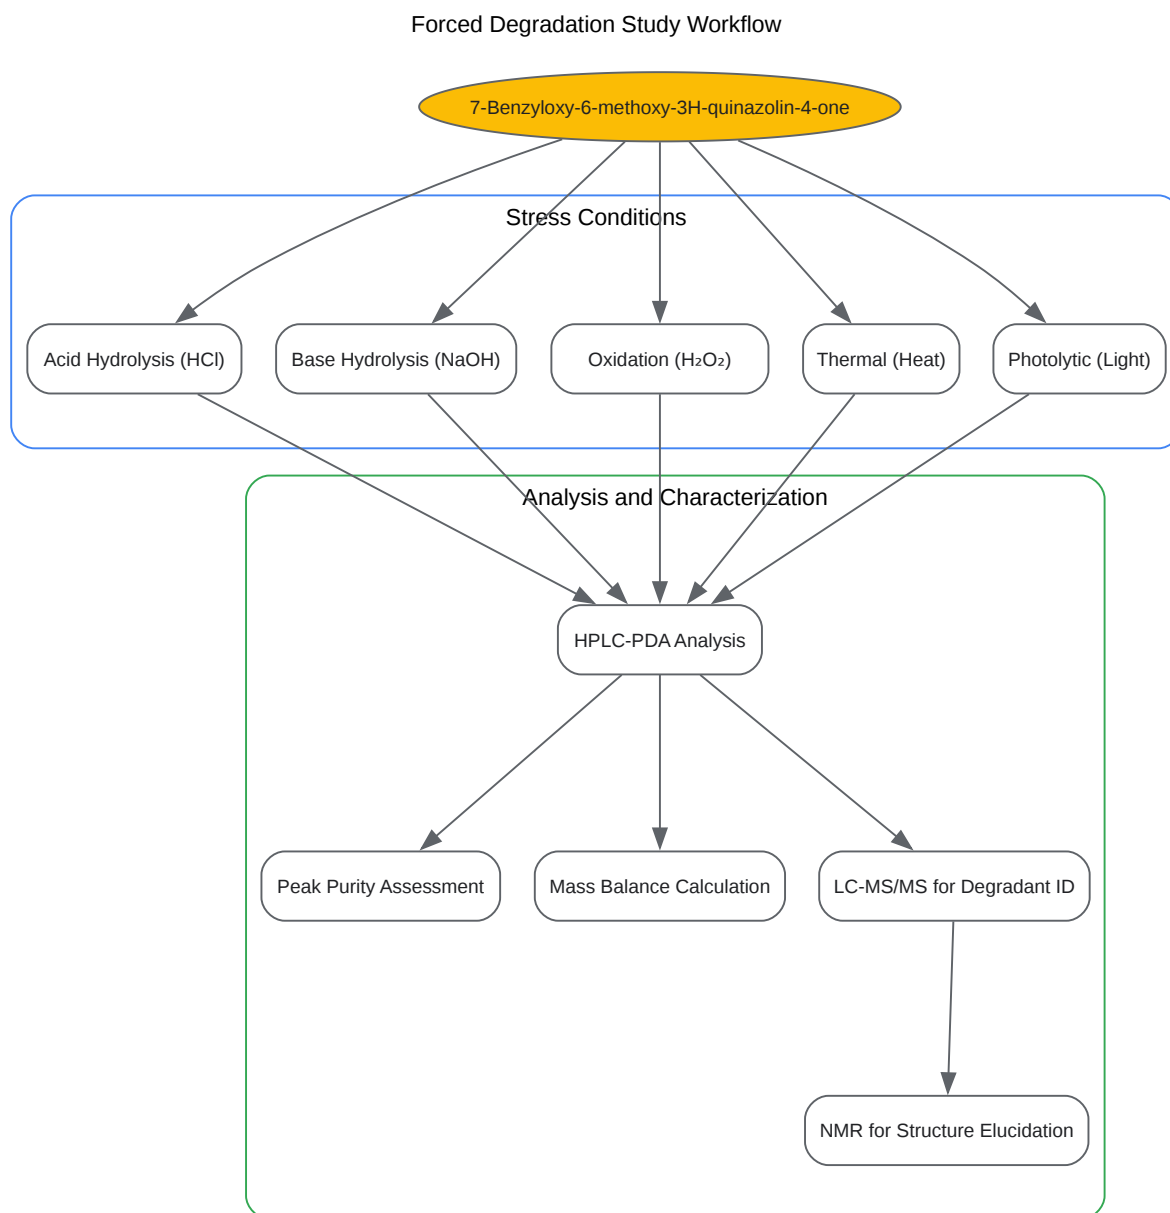 Forced Degradation Study Workflow
7-Benzyloxy-6-methoxy-3H-quinazolin-4-one
Stress Conditions
Acid Hydrolysis (HCl)
Base Hydrolysis (NaOH)
Oxidation (H₂O₂)
Thermal (Heat)
Photolytic (Light)
Analysis and Characterization
HPLC-PDA Analysis
Peak Purity Assessment
Mass Balance Calculation
LC-MS/MS for Degradant ID
NMR for Structure Elucidation